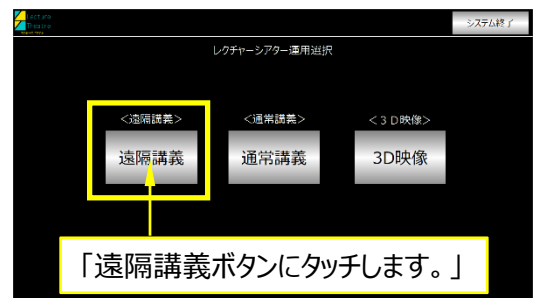 Lecture
Theatre
システム終了
レクチャーシアター運用選択
<遠隔講義>
<通常講義>
<3D映像>
遠隔講義
通常講義
3D映像
「遠隔講義ボタンにタッチします。」